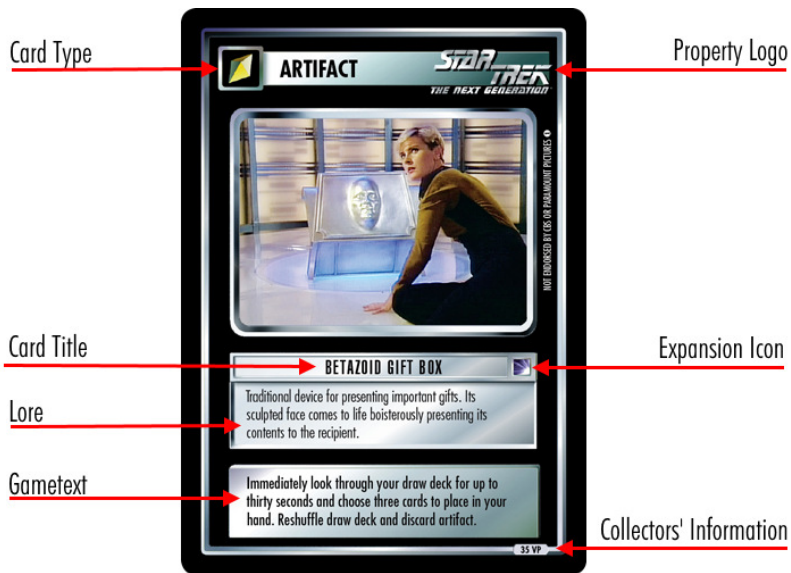 Card Type
ARTIFACT
STAR TREK
THE NEXT GENERATION
Property Logo
NOT ENDORSED BY CBS OR PARAMOUNT PICTURES
Card Title
BETAZOID GIFT BOX
Expansion Icon
Lore
Traditional device for presenting important gifts. Its
sculpted face comes to life boisterously presenting its
contents to the recipient.
Gametext
Immediately look through your draw deck for up to
thirty seconds and choose three cards to place in your
hand. Reshuffle draw deck and discard artifact.
Collectors' Information
35 VP